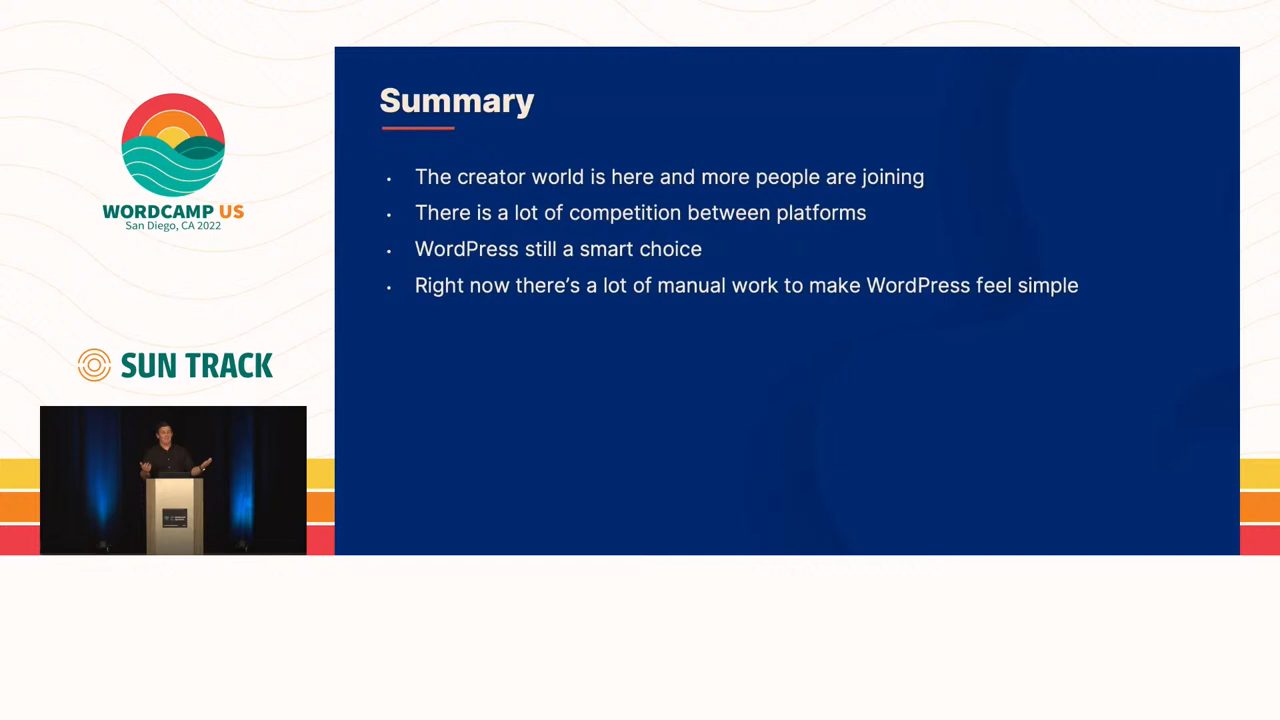 WORDCAMP US
San Diego, CA 2022
SUN TRACK
Summary
• The creator world is here and more people are joining
• There is a lot of competition between platforms
• WordPress still a smart choice
• Right now there’s a lot of manual work to make WordPress feel simple